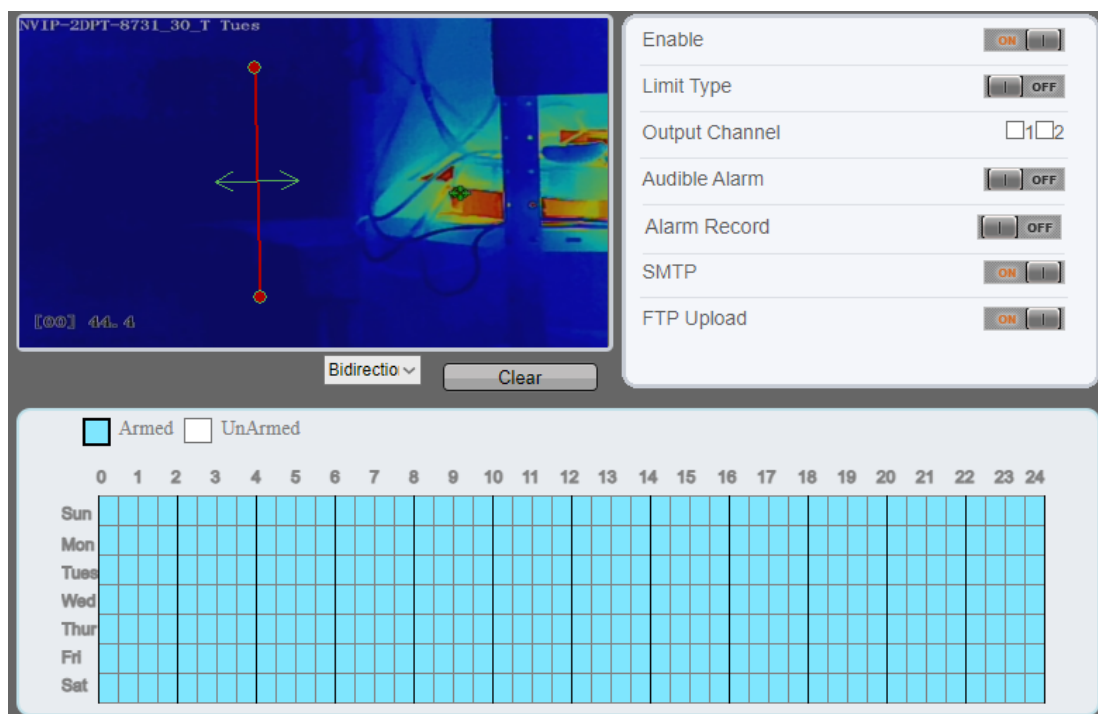 NVIP-2DPT-8731_30_T Tues
[00] 44.4
Bidirectio
Clear
Enable ON
Limit Type OFF
Output Channel 1 2
Audible Alarm OFF
Alarm Record OFF
SMTP ON
FTP Upload ON
Armed UnArmed
0 1 2 3 4 5 6 7 8 9 10 11 12 13 14 15 16 17 18 19 20 21 22 23 24
Sun
Mon
Tues
Wed
Thur
Fri
Sat